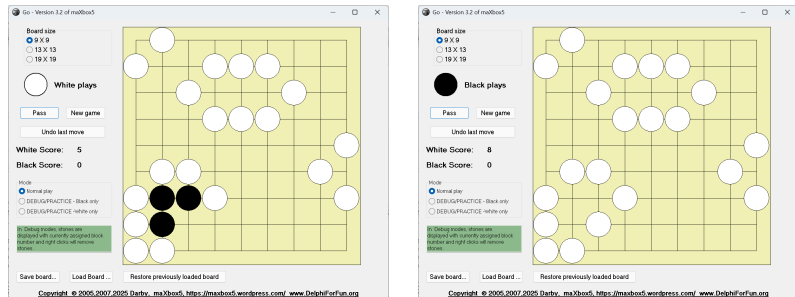 Go - Version 3.2 of maXbox5
Board size
9 X 9
13 X 13
19 X 19
White plays
Pass
New game
Undo last move
White Score: 5
Black Score: 0
Mode
Normal play
DEBUG/PRACTICE - Black only
DEBUG/PRACTICE -white only
In Debug modes, stones are
displayed with currently assigned block
number and right clicks will remove
stones
Save board...
Load Board ...
Restore previously loaded board
Copyright © 2005,2007,2025 Darby, maXbox5, https://maxbox5.wordpress.com/ www.DelphiForFun.org
Go - Version 3.2 of maXbox5
Board size
9 X 9
13 X 13
19 X 19
Black plays
Pass
New game
Undo last move
White Score: 8
Black Score: 0
Mode
Normal play
DEBUG/PRACTICE - Black only
DEBUG/PRACTICE -white only
In Debug modes, stones are
displayed with currently assigned block
number and right clicks will remove
stones
Save board...
Load Board ...
Restore previously loaded board
Copyright © 2005,2007,2025 Darby, maXbox5, https://maxbox5.wordpress.com/ www.DelphiForFun.org